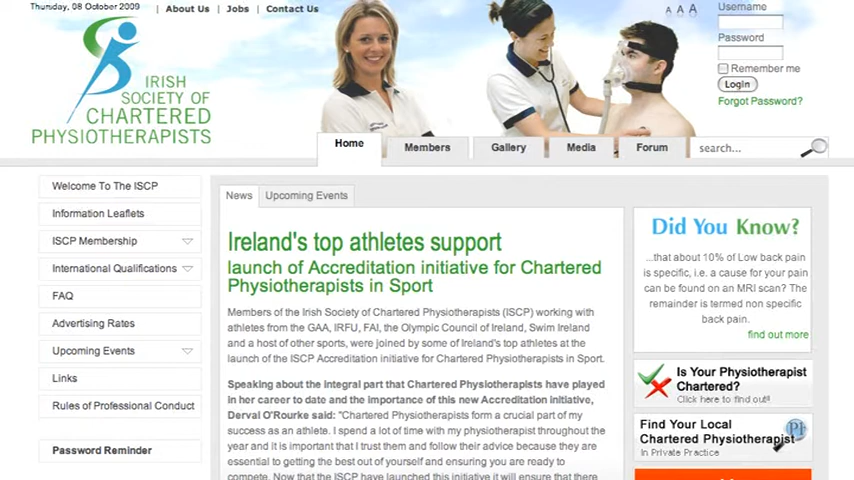 Thursday, 08 October 2009
About Us | Jobs | Contact Us
A A A
Username
Password
Remember me
Login
Forgot Password?
IRISH
SOCIETY OF
CHARTERED
PHYSIOTHERAPISTS
Home
Members
Gallery
Media
Forum
search...
Welcome To The ISCP
Information Leaflets
ISCP Membership
International Qualifications
FAQ
Advertising Rates
Upcoming Events
Links
Rules of Professional Conduct
Password Reminder
News
Upcoming Events
Ireland's top athletes support
launch of Accreditation initiative for Chartered
Physiotherapists in Sport
Members of the Irish Society of Chartered Physiotherapists (ISCP) working with
athletes from the GAA, IRFU, FAI, the Olympic Council of Ireland, Swim Ireland
and a host of other sports, were joined by some of Ireland's top athletes at the
launch of the ISCP Accreditation initiative for Chartered Physiotherapists in Sport.
Speaking about the integral part that Chartered Physiotherapists have played
in her career to date and the importance of this new Accreditation initiative,
Derval O'Rourke said: "Chartered Physiotherapists form a crucial part of my
success as an athlete. I spend a lot of time with my physiotherapist throughout the
year and it is important that I trust them and follow their advice because they are
essential to getting the best out of yourself and ensuring you are ready to
compete. Now that the ISCP have launched this initiative it will ensure that there
Did You Know?
...that about 10% of Low back pain
is specific, i.e. a cause for your pain
can be found on an MRI scan? The
remainder is termed non specific
back pain.
find out more
Is Your Physiotherapist
Chartered?
Click here to find out!!
Find Your Local
Chartered Physiotherapist
In Private Practice